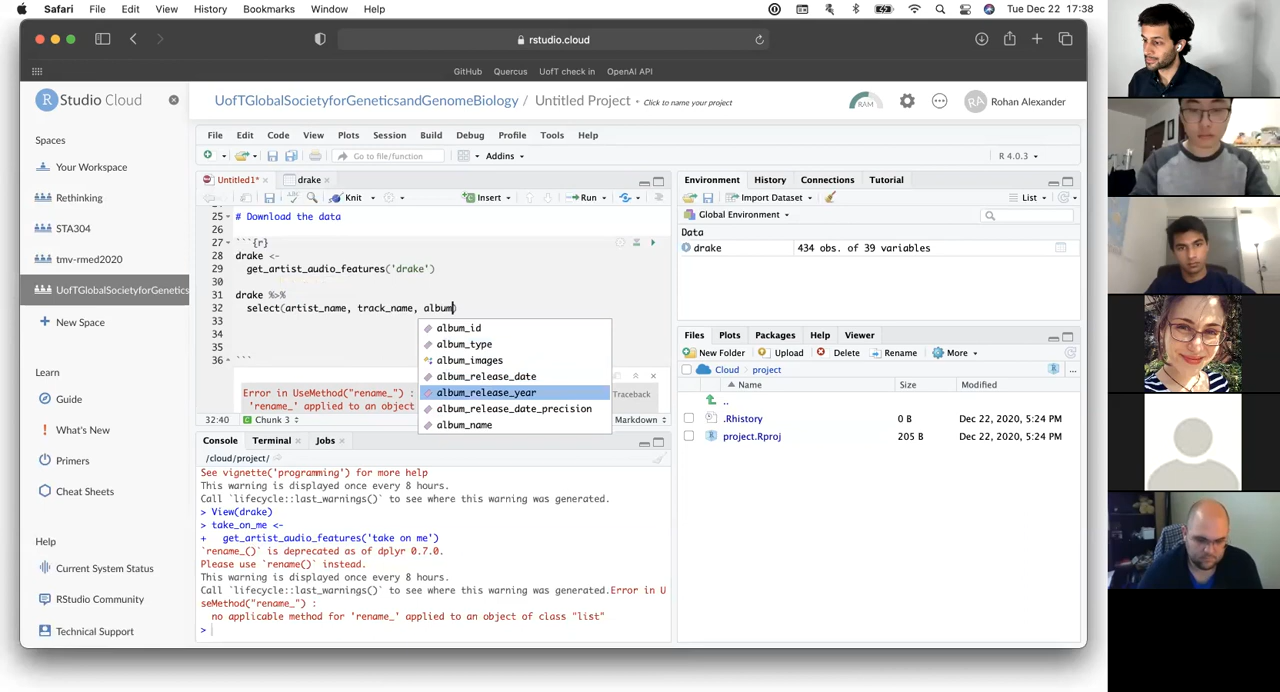 Safari File Edit View History Bookmarks Window Help Tue Dec 22 17:38
rstudio.cloud
GitHub Quercus UofT check in OpenAI API
R Studio Cloud
UofTGlobalSocietyforGeneticsandGenomeBiology / Untitled Project Click to name your project
RAM
RA Rohan Alexander
Spaces
Your Workspace
Rethinking
STA304
tmv-rmed2020
UofTGlobalSocietyforGenetics
New Space
Learn
Guide
What's New
Primers
Cheat Sheets
Help
Current System Status
RStudio Community
Technical Support
File Edit Code View Plots Session Build Debug Profile Tools Help
Go to file/function Addins R 4.0.3
Untitled1* drake
Knit Insert Run
25 # Download the data
26
27 ```{r}
28 drake <-
29 get_artist_audio_features('drake')
30
31 drake %>%
32 select(artist_name, track_name, album)
33
34
35
36 ```
album_id
album_type
album_images
album_release_date
album_release_year
album_release_date_precision
album_name
Error in UseMethod("rename_") :
'rename_' applied to an object
Traceback
32:40 Chunk 3 Markdown
Console Terminal Jobs
/cloud/project/
See vignette('programming') for more help
This warning is displayed once every 8 hours.
Call `lifecycle::last_warnings()` to see where this warning was generated.
> View(drake)
> take_on_me <-
+ get_artist_audio_features('take on me')
`rename_()` is deprecated as of dplyr 0.7.0.
Please use `rename()` instead.
This warning is displayed once every 8 hours.
Call `lifecycle::last_warnings()` to see where this warning was generated.Error in U
seMethod("rename_") :
no applicable method for 'rename_' applied to an object of class "list"
>
Environment History Connections Tutorial
Import Dataset List
Global Environment
Data
drake 434 obs. of 39 variables
Files Plots Packages Help Viewer
New Folder Upload Delete Rename More
Cloud project
Name Size Modified
..
.Rhistory 0 B Dec 22, 2020, 5:24 PM
project.Rproj 205 B Dec 22, 2020, 5:24 PM